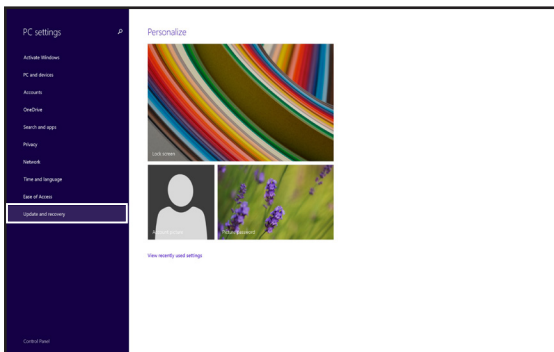 PC settings
Personalize
Activate Windows
PC and devices
Accounts
OneDrive
Search and apps
Privacy
Network
Time and language
Ease of Access
Update and recovery
Lock screen
Account picture
Picture password
View recently used settings
Control Panel